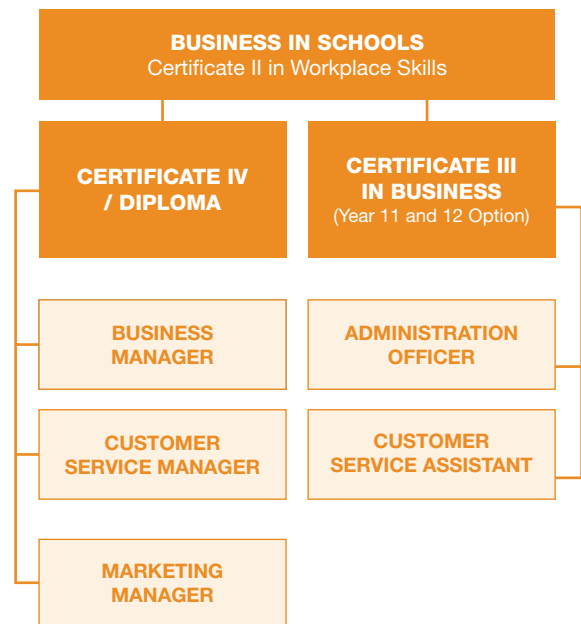 BUSINESS IN SCHOOLS
Certificate II in Workplace Skills
CERTIFICATE IV
/ DIPLOMA
CERTIFICATE III
IN BUSINESS
(Year 11 and 12 Option)
BUSINESS
MANAGER
ADMINISTRATION
OFFICER
CUSTOMER
SERVICE MANAGER
CUSTOMER
SERVICE ASSISTANT
MARKETING
MANAGER